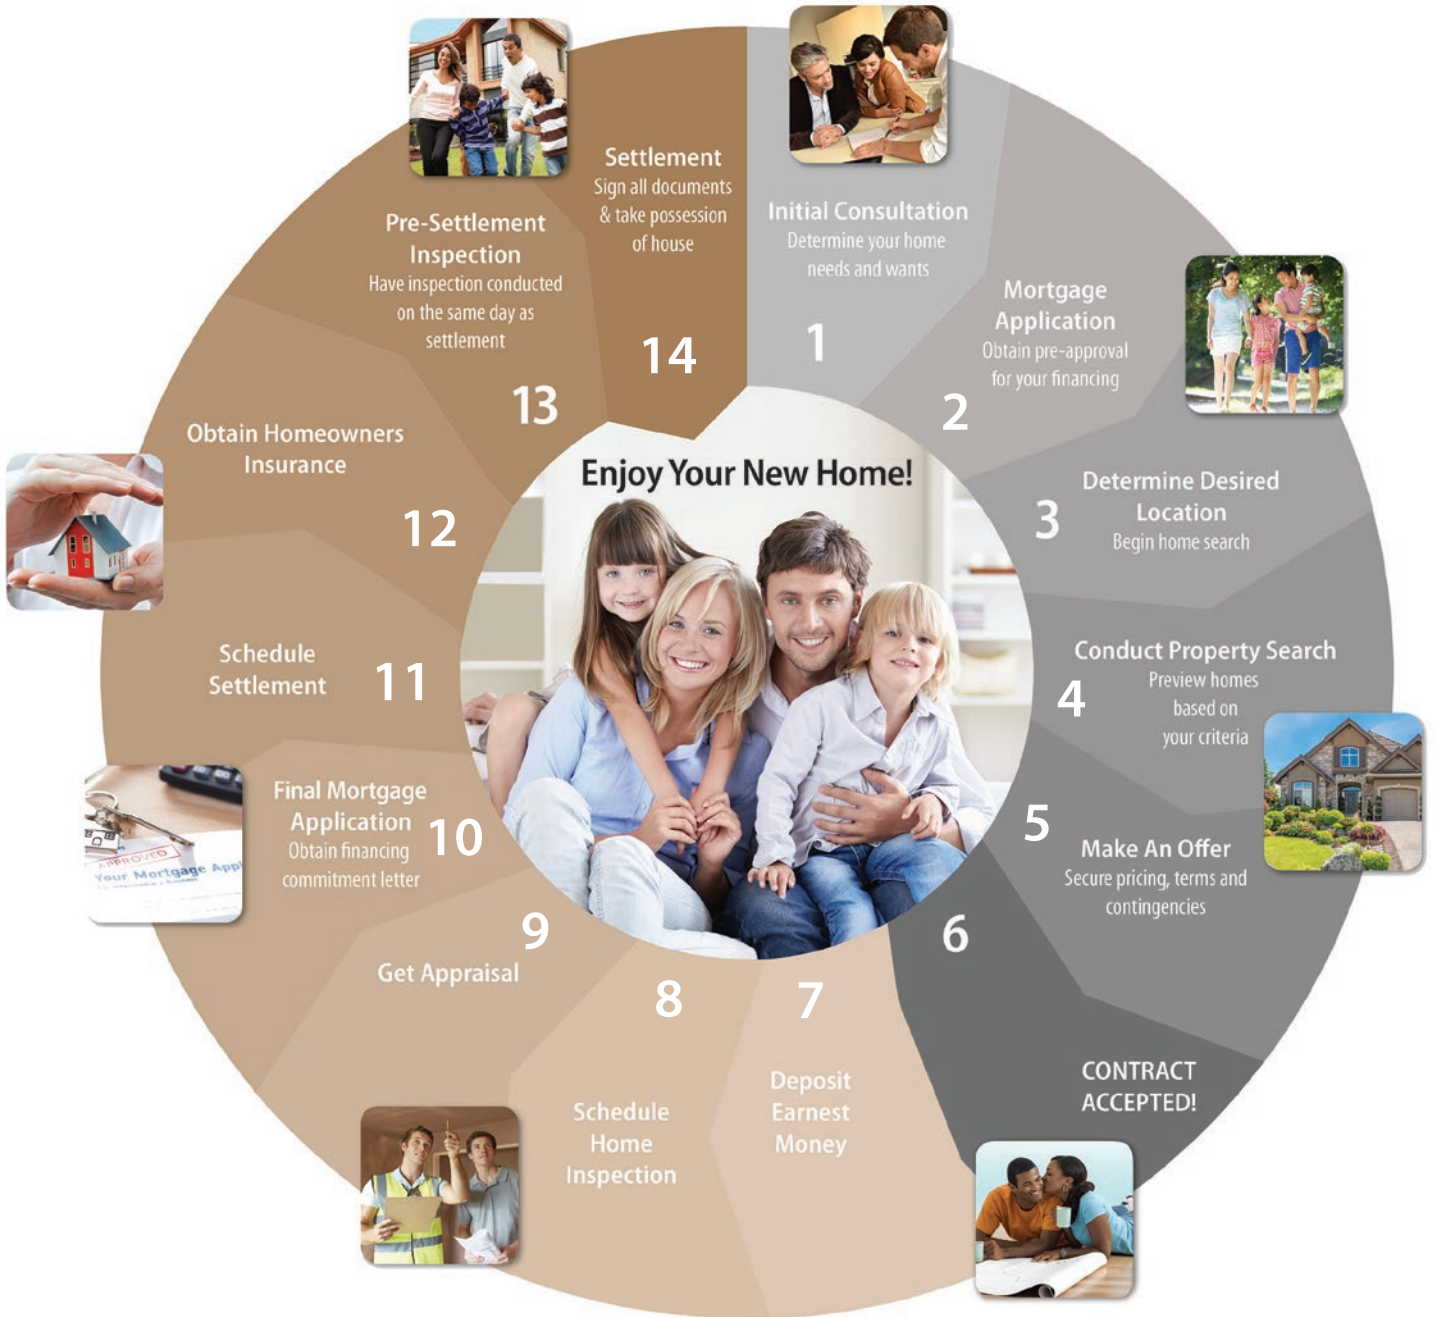 Enjoy Your New Home!
1
Initial Consultation
Determine your home
needs and wants
2
Mortgage
Application
Obtain pre-approval
for your financing
3
Determine Desired
Location
Begin home search
4
Conduct Property Search
Preview homes
based on
your criteria
5
Make An Offer
Secure pricing, terms and
contingencies
6
CONTRACT
ACCEPTED!
7
Deposit
Earnest
Money
8
Schedule
Home
Inspection
9
Get Appraisal
10
Final Mortgage
Application
Obtain financing
commitment letter
APPROVED
Your Mortgage Appl
11
Schedule
Settlement
12
Obtain Homeowners
Insurance
13
Pre-Settlement
Inspection
Have inspection conducted
on the same day as
settlement
14
Settlement
Sign all documents
& take possession
of house